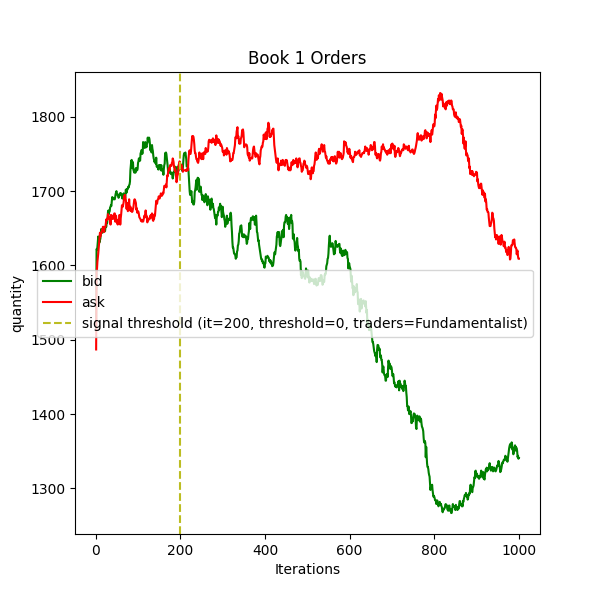 Book 1 Orders
1800
1700
1600
1500
1400
1300
quantity
bid
ask
signal threshold (it=200, threshold=0, traders=Fundamentalist)
0 200 400 600 800 1000
Iterations